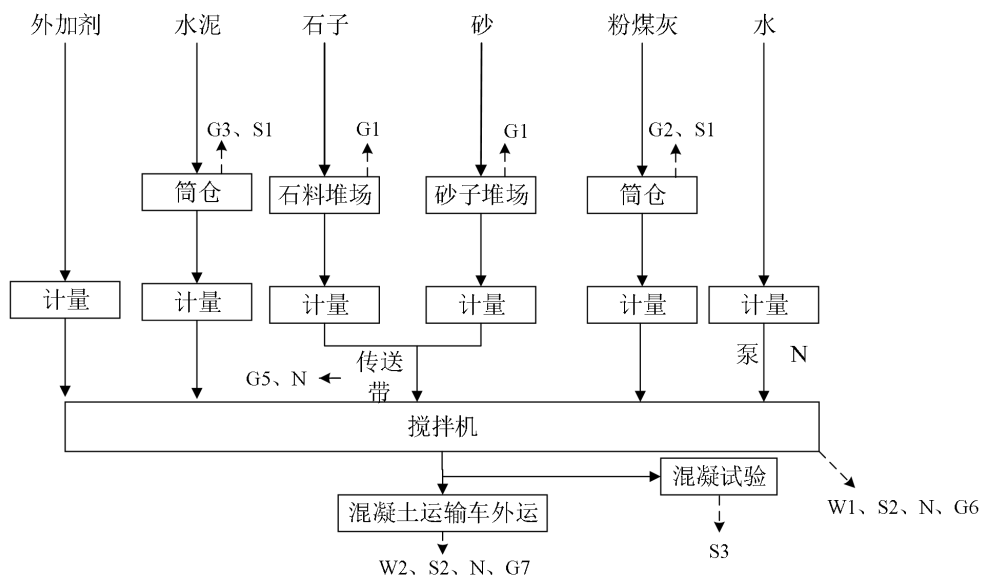 外加剂 水泥 石子 砂 粉煤灰 水
G3、S1 G1 G1 G2、S1
筒仓 石料堆场 砂子堆场 筒仓
计量 计量 计量 计量 计量 计量
泵 N
G5、N 传送
带
搅拌机
混凝试验
混凝土运输车外运 W1、S2、N、G6
S3
W2、S2、N、G7